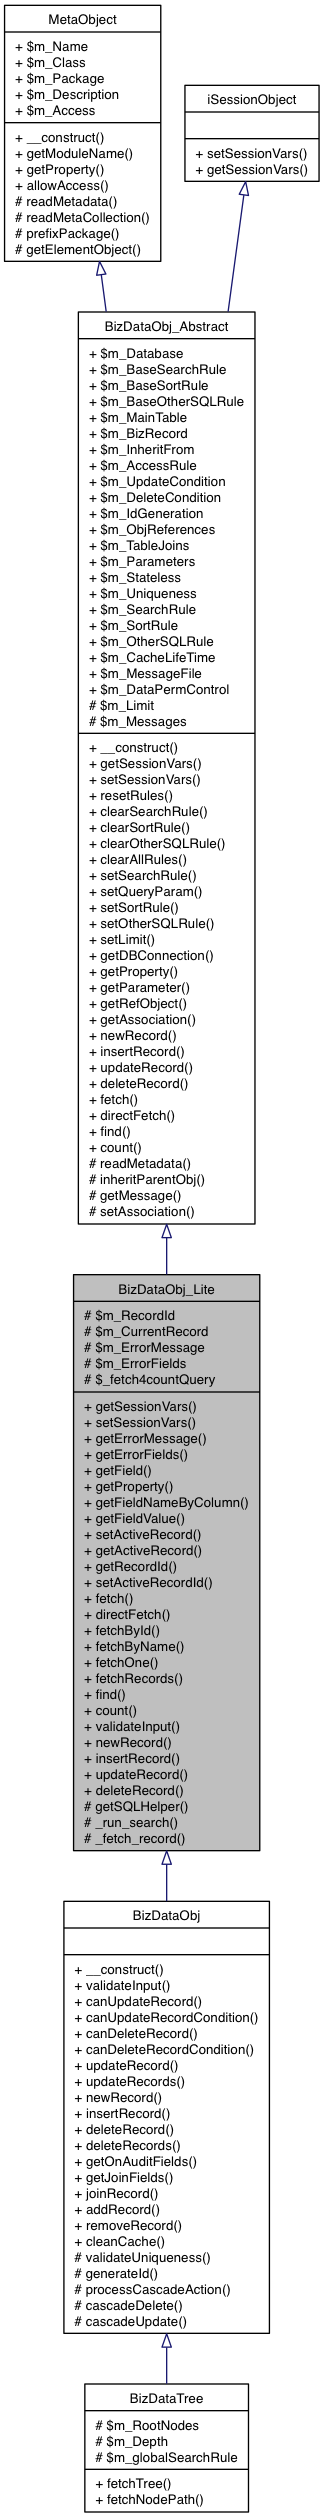 MetaObject
+ $m_Name
+ $m_Class
+ $m_Package
+ $m_Description
+ $m_Access
+ __construct()
+ getModuleName()
+ getProperty()
+ allowAccess()
# readMetadata()
# readMetaCollection()
# prefixPackage()
# getElementObject()
iSessionObject
+ setSessionVars()
+ getSessionVars()
BizDataObj_Abstract
+ $m_Database
+ $m_BaseSearchRule
+ $m_BaseSortRule
+ $m_BaseOtherSQLRule
+ $m_MainTable
+ $m_BizRecord
+ $m_InheritFrom
+ $m_AccessRule
+ $m_UpdateCondition
+ $m_DeleteCondition
+ $m_IdGeneration
+ $m_ObjReferences
+ $m_TableJoins
+ $m_Parameters
+ $m_Stateless
+ $m_Uniqueness
+ $m_SearchRule
+ $m_SortRule
+ $m_OtherSQLRule
+ $m_CacheLifeTime
+ $m_MessageFile
+ $m_DataPermControl
# $m_Limit
# $m_Messages
+ __construct()
+ getSessionVars()
+ setSessionVars()
+ resetRules()
+ clearSearchRule()
+ clearSortRule()
+ clearOtherSQLRule()
+ clearAllRules()
+ setSearchRule()
+ setQueryParam()
+ setSortRule()
+ setOtherSQLRule()
+ setLimit()
+ getDBConnection()
+ getProperty()
+ getParameter()
+ getRefObject()
+ getAssociation()
+ newRecord()
+ insertRecord()
+ updateRecord()
+ deleteRecord()
+ fetch()
+ directFetch()
+ find()
+ count()
# readMetadata()
# inheritParentObj()
# getMessage()
# setAssociation()
BizDataObj_Lite
# $m_RecordId
# $m_CurrentRecord
# $m_ErrorMessage
# $m_ErrorFields
# $_fetch4countQuery
+ getSessionVars()
+ setSessionVars()
+ getErrorMessage()
+ getErrorFields()
+ getField()
+ getProperty()
+ getFieldNameByColumn()
+ getFieldValue()
+ setActiveRecord()
+ getActiveRecord()
+ getRecordId()
+ setActiveRecordId()
+ fetch()
+ directFetch()
+ fetchById()
+ fetchByName()
+ fetchOne()
+ fetchRecords()
+ find()
+ count()
+ validateInput()
+ newRecord()
+ insertRecord()
+ updateRecord()
+ deleteRecord()
# getSQLHelper()
# _run_search()
# _fetch_record()
BizDataObj
+ __construct()
+ validateInput()
+ canUpdateRecord()
+ canUpdateRecordCondition()
+ canDeleteRecord()
+ canDeleteRecordCondition()
+ updateRecord()
+ updateRecords()
+ newRecord()
+ insertRecord()
+ deleteRecord()
+ deleteRecords()
+ getOnAuditFields()
+ getJoinFields()
+ joinRecord()
+ addRecord()
+ removeRecord()
+ cleanCache()
# validateUniqueness()
# generateId()
# processCascadeAction()
# cascadeDelete()
# cascadeUpdate()
BizDataTree
# $m_RootNodes
# $m_Depth
# $m_globalSearchRule
+ fetchTree()
+ fetchNodePath()